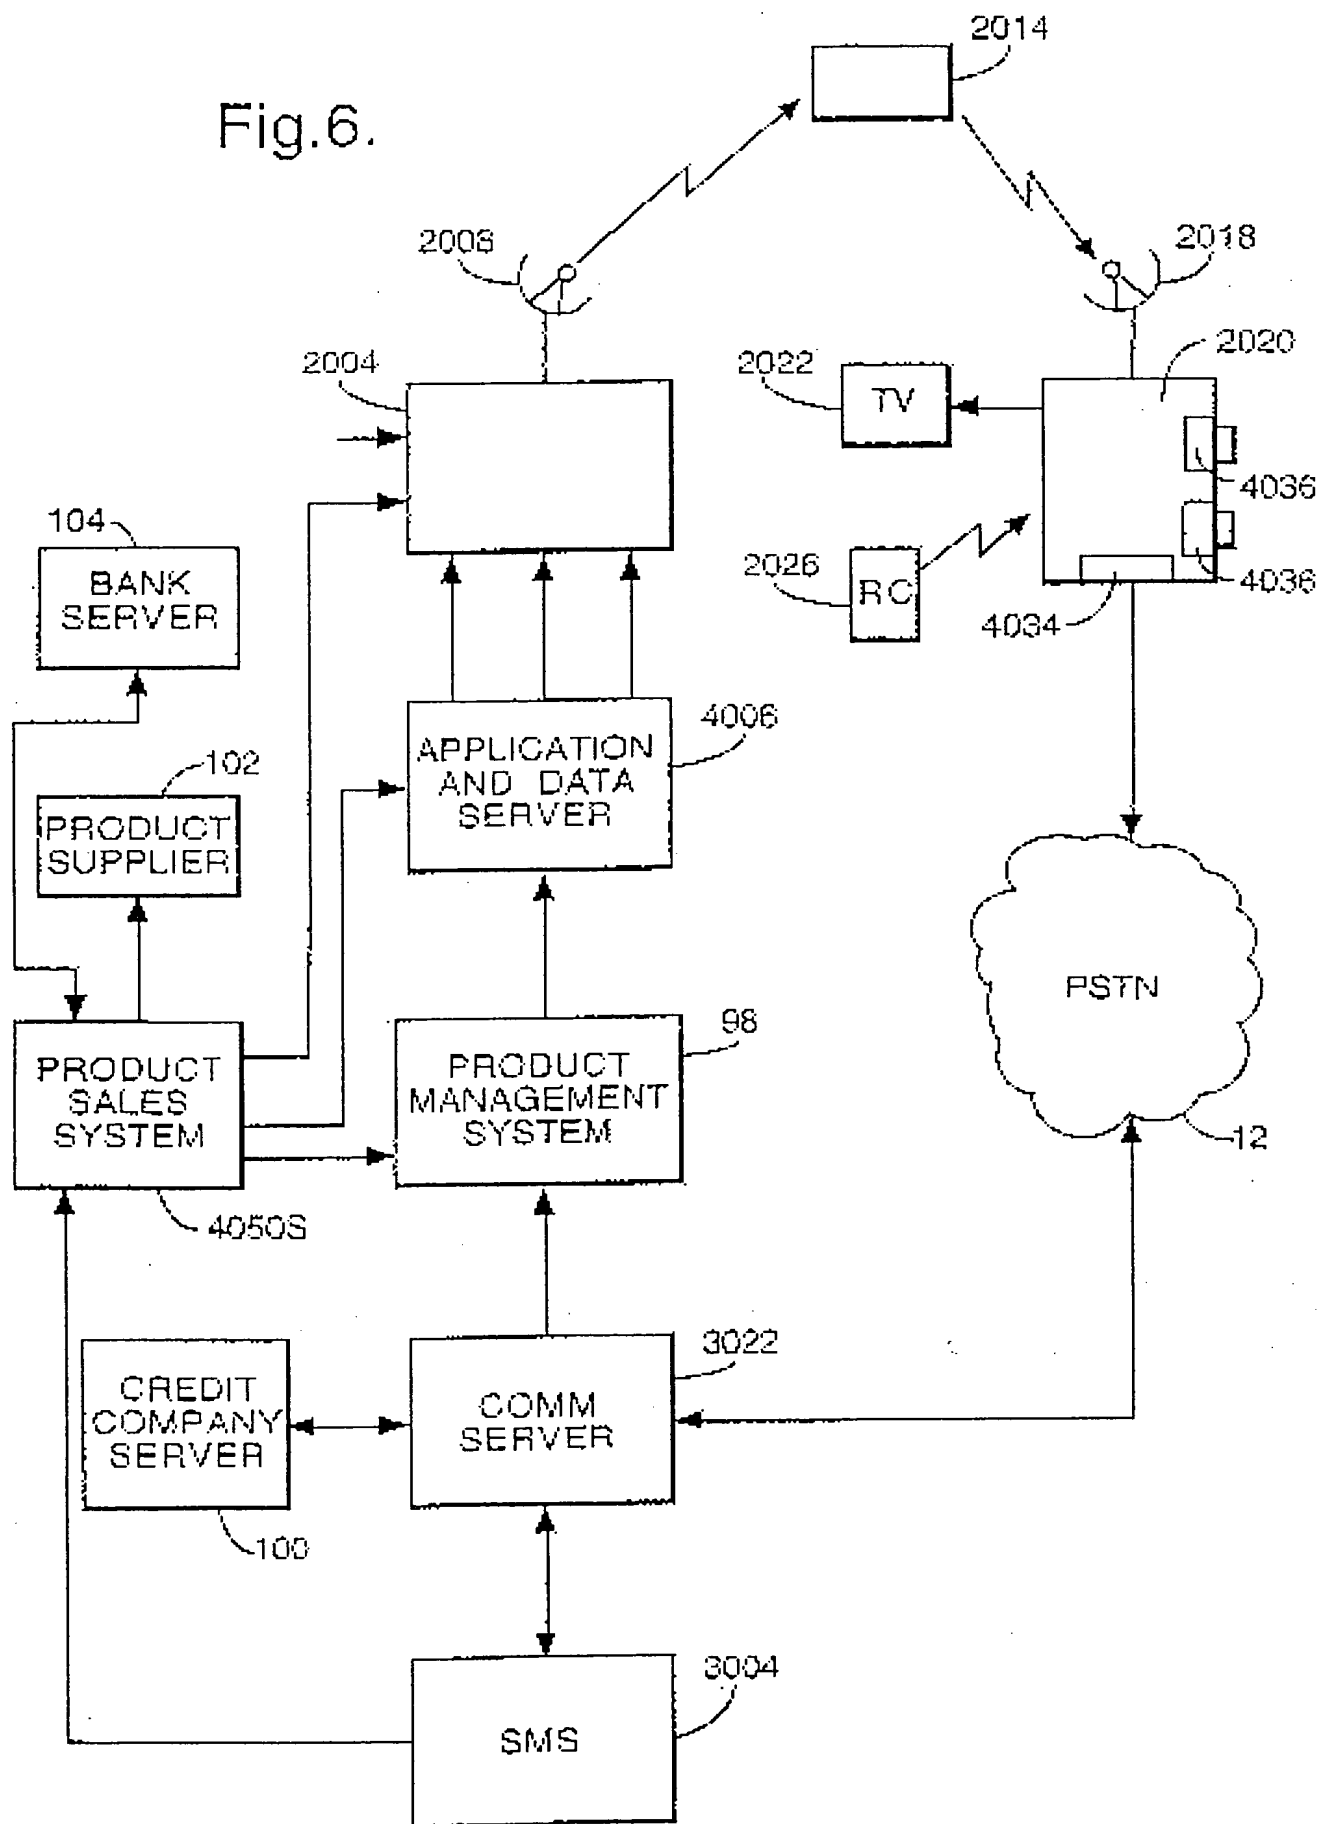 Fig.6.
2014
2008
2018
2004
2022
TV
2020
4036
4036
2026
RC
4034
104
BANK
SERVER
4006
APPLICATION
AND DATA
SERVER
102
PRODUCT
SUPPLIER
PSTN
12
98
PRODUCT
SALES
SYSTEM
4050S
PRODUCT
MANAGEMENT
SYSTEM
3022
CREDIT
COMPANY
SERVER
100
COMM
SERVER
3004
SMS